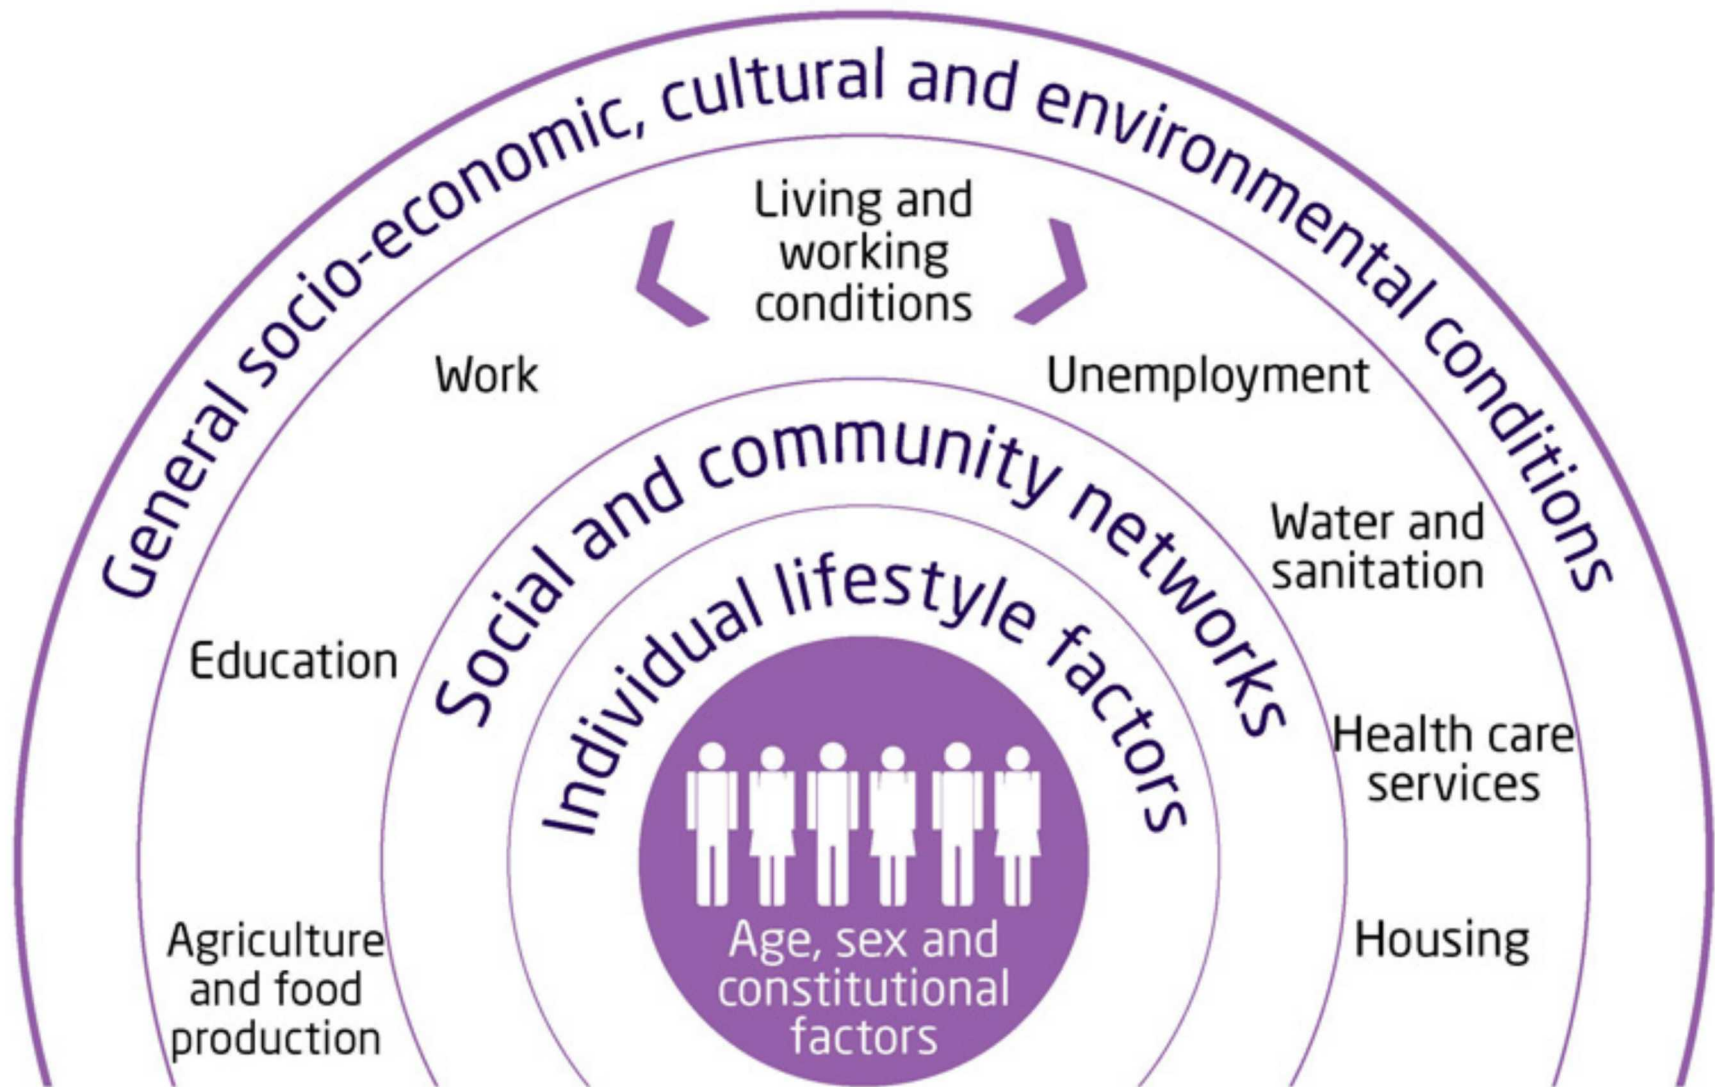 General socio-economic, cultural and environmental conditions
Living and
working
conditions
Work
Unemployment
Social and community networks
Water and
sanitation
Individual lifestyle factors
Education
Health care
services
Agriculture
and food
production
Housing
Age, sex and
constitutional
factors